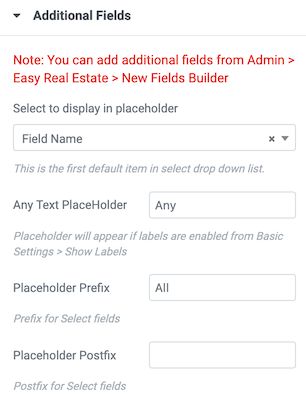 Additional Fields
Note: You can add additional fields from Admin >
Easy Real Estate > New Fields Builder
Select to display in placeholder
Field Name × 
This is the first default item in select drop down list.
Any Text PlaceHolder Any
Placeholder will appear if labels are enabled from Basic
Settings > Show Labels
Placeholder Prefix All
Prefix for Select fields
Placeholder Postfix
Postfix for Select fields